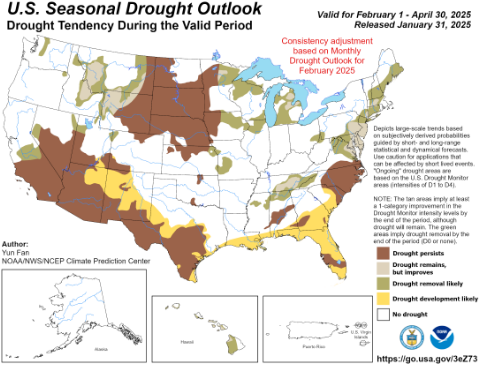 U.S. Seasonal Drought Outlook
Drought Tendency During the Valid Period
Valid for February 1 - April 30, 2025
Released January 31, 2025
Consistency adjustment
based on Monthly
Drought Outlook for
February 2025
Depicts large-scale trends based
on subjectively derived probabilities
guided by short- and long-range
statistical and dynamical forecasts.
Use caution for applications that
can be affected by short lived events.
"Ongoing" drought areas are
based on the U.S. Drought Monitor
areas (intensities of D1 to D4).
NOTE: The tan areas imply at least
a 1-category improvement in the
Drought Monitor intensity levels by
the end of the period, although
drought will remain. The green
areas imply drought removal by the
end of the period (D0 or none).
Author:
Yun Fan
NOAA/NWS/NCEP Climate Prediction Center
Drought persists
Drought remains,
but improves
Drought removal likely
Drought development likely
No drought
Alaska
Hawaii
Puerto Rico
U.S. Virgin
Islands
NOAA
https://go.usa.gov/3eZ73